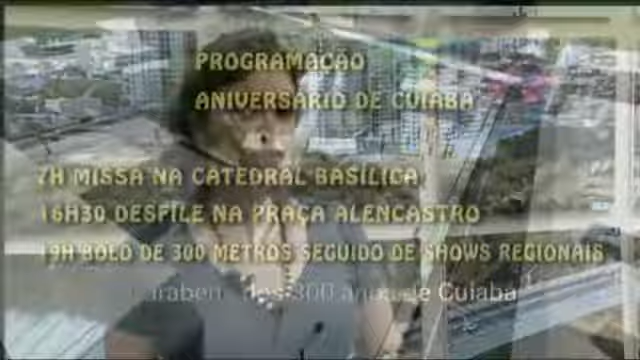 PROGRAMAÇÃO
ANIVERSÁRIO DE CUIABÁ
7H MISSA NA CATEDRAL BASÍLICA
16H30 DESFILE NA PRAÇA ALENCASTRO
19H BOLO DE 300 METROS SEGUIDO DE SHOWS REGIONAIS
300 anos de Cuiabá